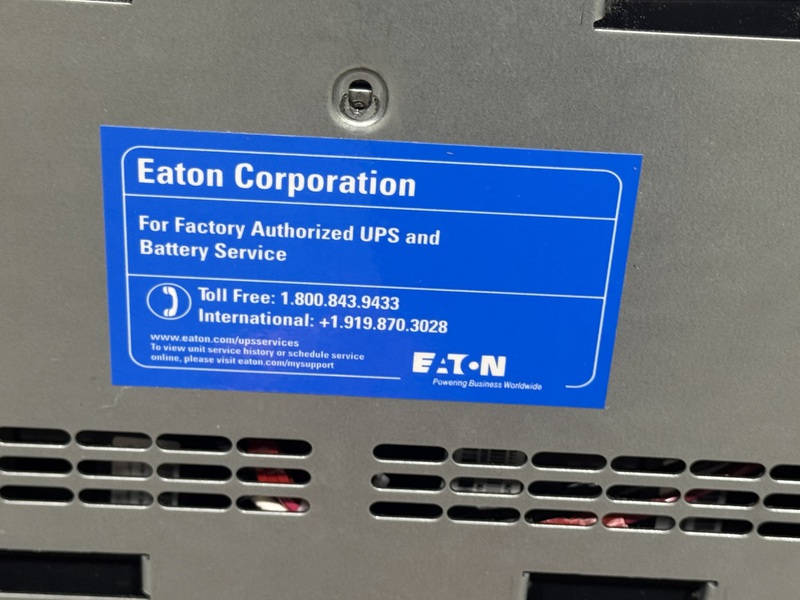 Eaton Corporation
For Factory Authorized UPS and
Battery Service
Toll Free: 1.800.843.9433
International: +1.919.870.3028
www.eaton.com/upsservices
To view unit service history or schedule service
online, please visit eaton.com/mysupport
EATON
Powering Business Worldwide